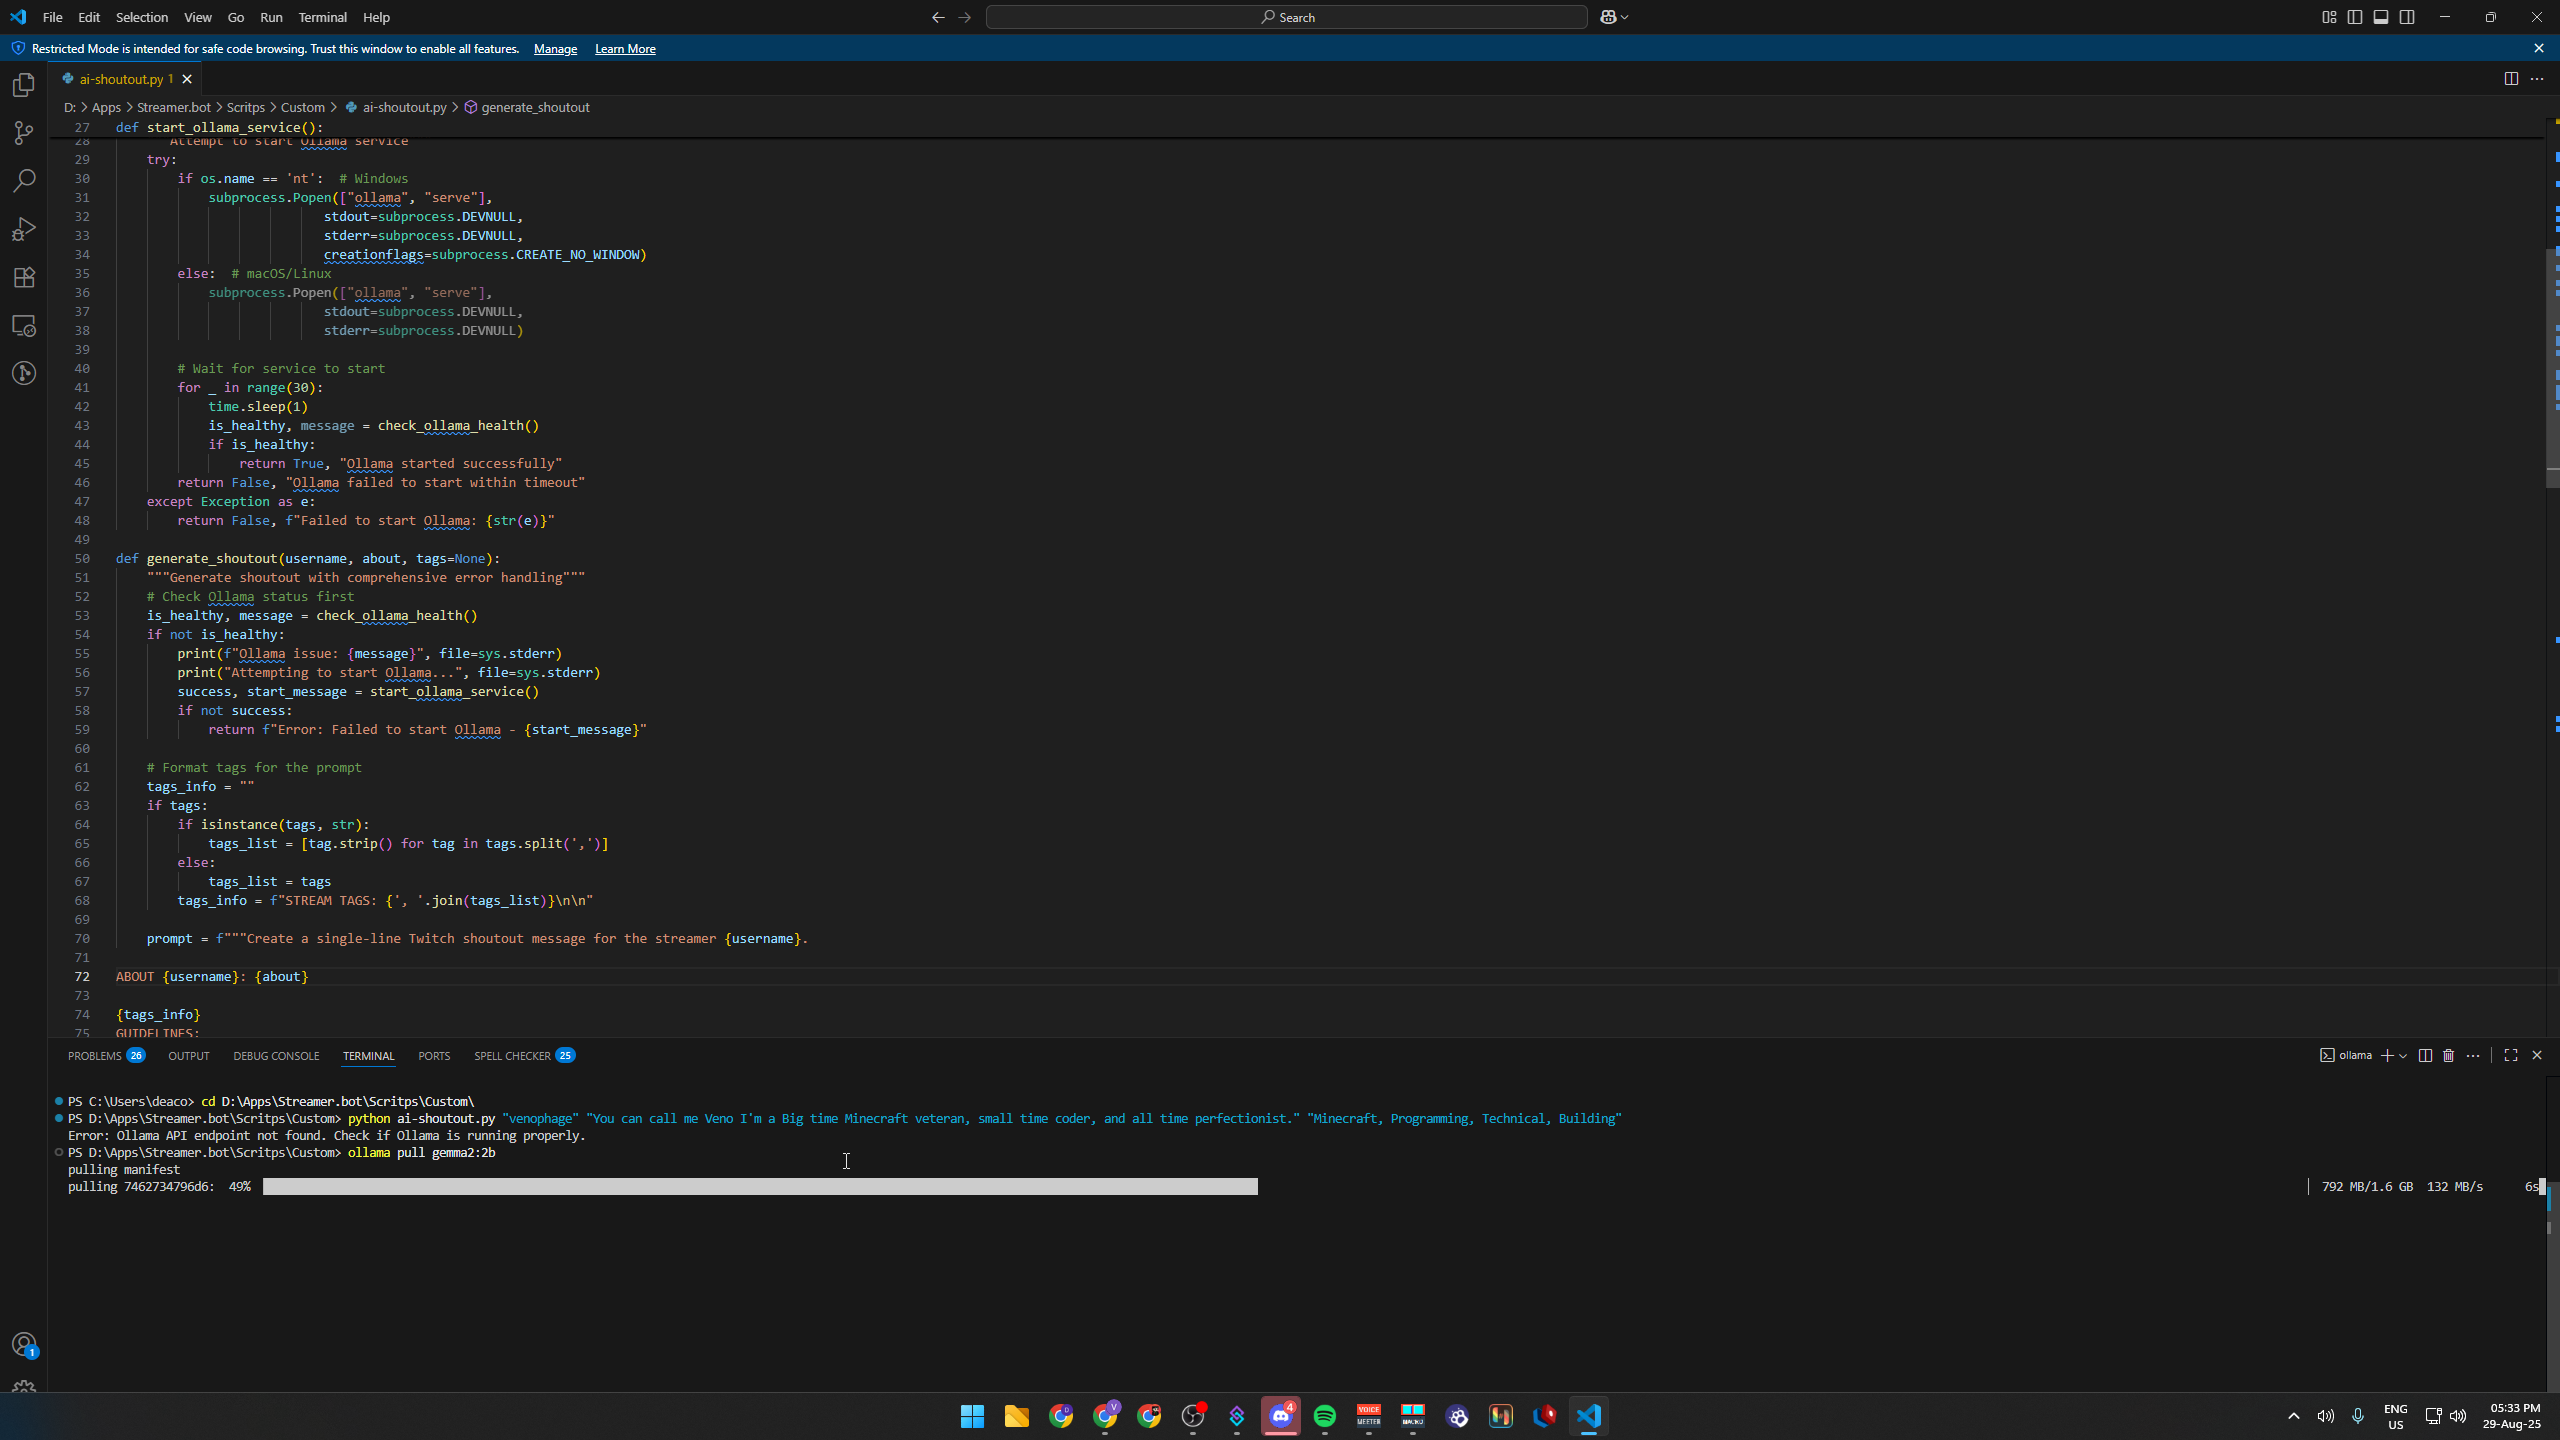 File Edit Selection View Go Run Terminal Help
Search
Restricted Mode is intended for safe code browsing. Trust this window to enable all features. Manage Learn More
ai-shoutout.py 1
D: > Apps > Streamer.bot > Scritps > Custom > ai-shoutout.py > generate_shoutout
27 def start_ollama_service():
28 Attempt to start Ollama service
29 try:
30 if os.name == 'nt':  # Windows
31 subprocess.Popen(["ollama", "serve"],
32 stdout=subprocess.DEVNULL,
33 stderr=subprocess.DEVNULL,
34 creationflags=subprocess.CREATE_NO_WINDOW)
35 else:  # macOS/Linux
36 subprocess.Popen(["ollama", "serve"],
37 stdout=subprocess.DEVNULL,
38 stderr=subprocess.DEVNULL)
39
40 # Wait for service to start
41 for _ in range(30):
42 time.sleep(1)
43 is_healthy, message = check_ollama_health()
44 if is_healthy:
45 return True, "Ollama started successfully"
46 return False, "Ollama failed to start within timeout"
47 except Exception as e:
48 return False, f"Failed to start Ollama: {str(e)}"
49
50 def generate_shoutout(username, about, tags=None):
51 """Generate shoutout with comprehensive error handling"""
52 # Check Ollama status first
53 is_healthy, message = check_ollama_health()
54 if not is_healthy:
55 print(f"Ollama issue: {message}", file=sys.stderr)
56 print("Attempting to start Ollama...", file=sys.stderr)
57 success, start_message = start_ollama_service()
58 if not success:
59 return f"Error: Failed to start Ollama - {start_message}"
60
61 # Format tags for the prompt
62 tags_info = ""
63 if tags:
64 if isinstance(tags, str):
65 tags_list = [tag.strip() for tag in tags.split(',')]
66 else:
67 tags_list = tags
68 tags_info = f"STREAM TAGS: {', '.join(tags_list)}\n\n"
69
70 prompt = f"""Create a single-line Twitch shoutout message for the streamer {username}.
71
72 ABOUT {username}: {about}
73
74 {tags_info}
75 GUIDELINES:
PROBLEMS 26 OUTPUT DEBUG CONSOLE TERMINAL PORTS SPELL CHECKER 25 ollama
PS C:\Users\deaco> cd D:\Apps\Streamer.bot\Scritps\Custom\
PS D:\Apps\Streamer.bot\Scritps\Custom> python ai-shoutout.py "venophage" "You can call me Veno I'm a Big time Minecraft veteran, small time coder, and all time perfectionist." "Minecraft, Programming, Technical, Building"
Error: Ollama API endpoint not found. Check if Ollama is running properly.
PS D:\Apps\Streamer.bot\Scritps\Custom> ollama pull gemma2:2b
pulling manifest
pulling 7462734796d6:  49% 792 MB/1.6 GB 132 MB/s 6s
1
D V 4 VOICE MEETER MACRO
ENG US
05:33 PM
29-Aug-25